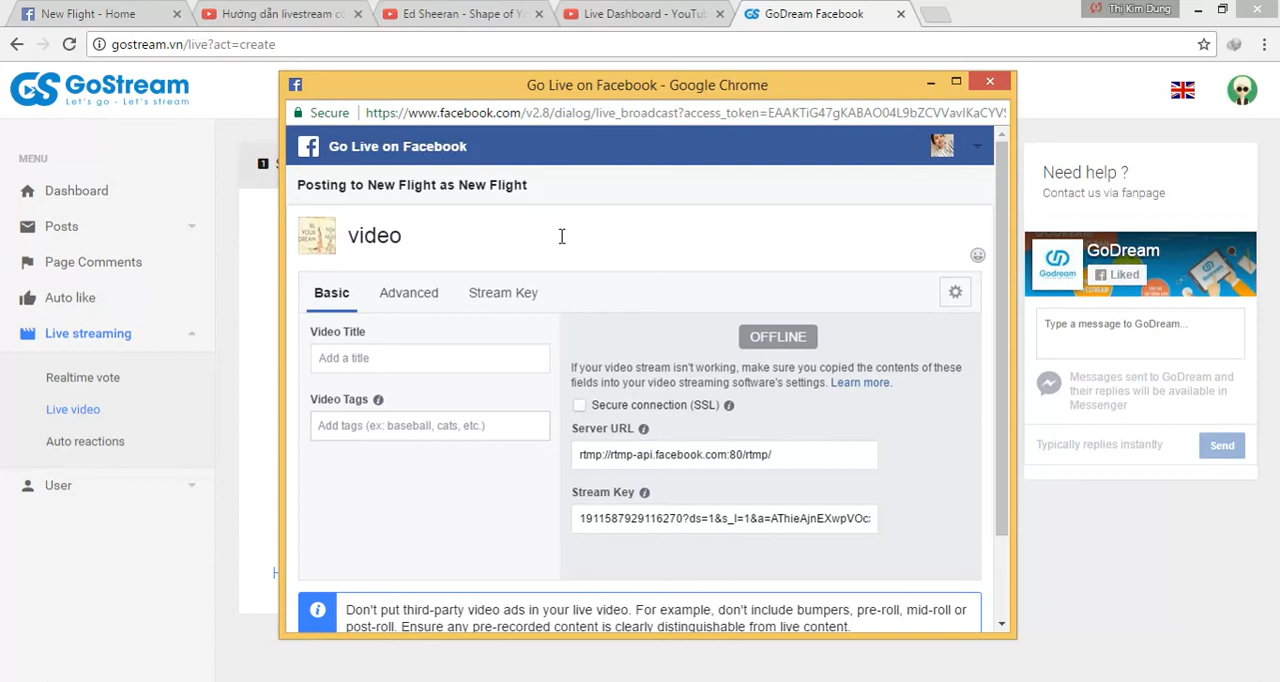 New Flight - Home
Hướng dẫn livestream
Ed Sheeran - Shape of
Live Dashboard - YouTu
GoDream Facebook
Thị Kim Dung
gostream.vn/live?act=create
GoStream
Let's go - Let's stream
MENU
Dashboard
Posts
Page Comments
Auto like
Live streaming
Realtime vote
Live video
Auto reactions
User
1
Go Live on Facebook - Google Chrome
Secure
https://www.facebook.com/v2.8/dialog/live_broadcast?access_token=EAAKTiG47gKABAO04L9bZCVVavIKaCYVS
Go Live on Facebook
Posting to New Flight as New Flight
video
Basic
Advanced
Stream Key
Video Title
Add a title
Video Tags
Add tags (ex: baseball, cats, etc.)
OFFLINE
If your video stream isn't working, make sure you copied the contents of these
fields into your video streaming software's settings. Learn more.
Secure connection (SSL)
Server URL
rtmp://rtmp-api.facebook.com:80/rtmp/
Stream Key
1911587929116270?ds=1&s_l=1&a=AThieAjnEXwpVOc
Don't put third-party video ads in your live video. For example, don't include bumpers, pre-roll, mid-roll or
post-roll. Ensure any pre-recorded content is clearly distinguishable from live content.
Need help ?
Contact us via fanpage
Godream
GoDream
Liked
Type a message to GoDream...
Messages sent to GoDream and
their replies will be available in
Messenger
Typically replies instantly
Send